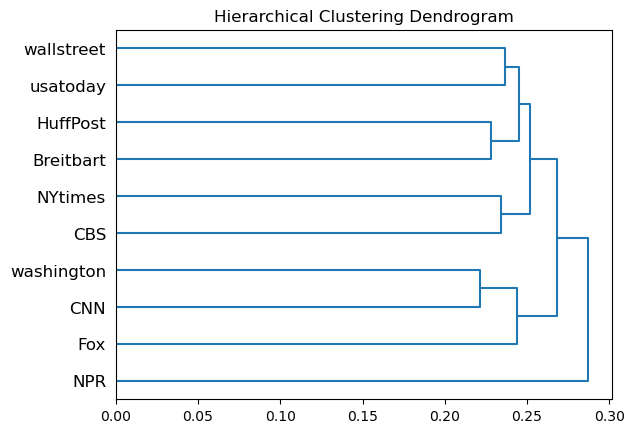 Hierarchical Clustering Dendrogram
wallstreet
usatoday
HuffPost
Breitbart
NYtimes
CBS
washington
CNN
Fox
NPR
0.00 0.05 0.10 0.15 0.20 0.25 0.30